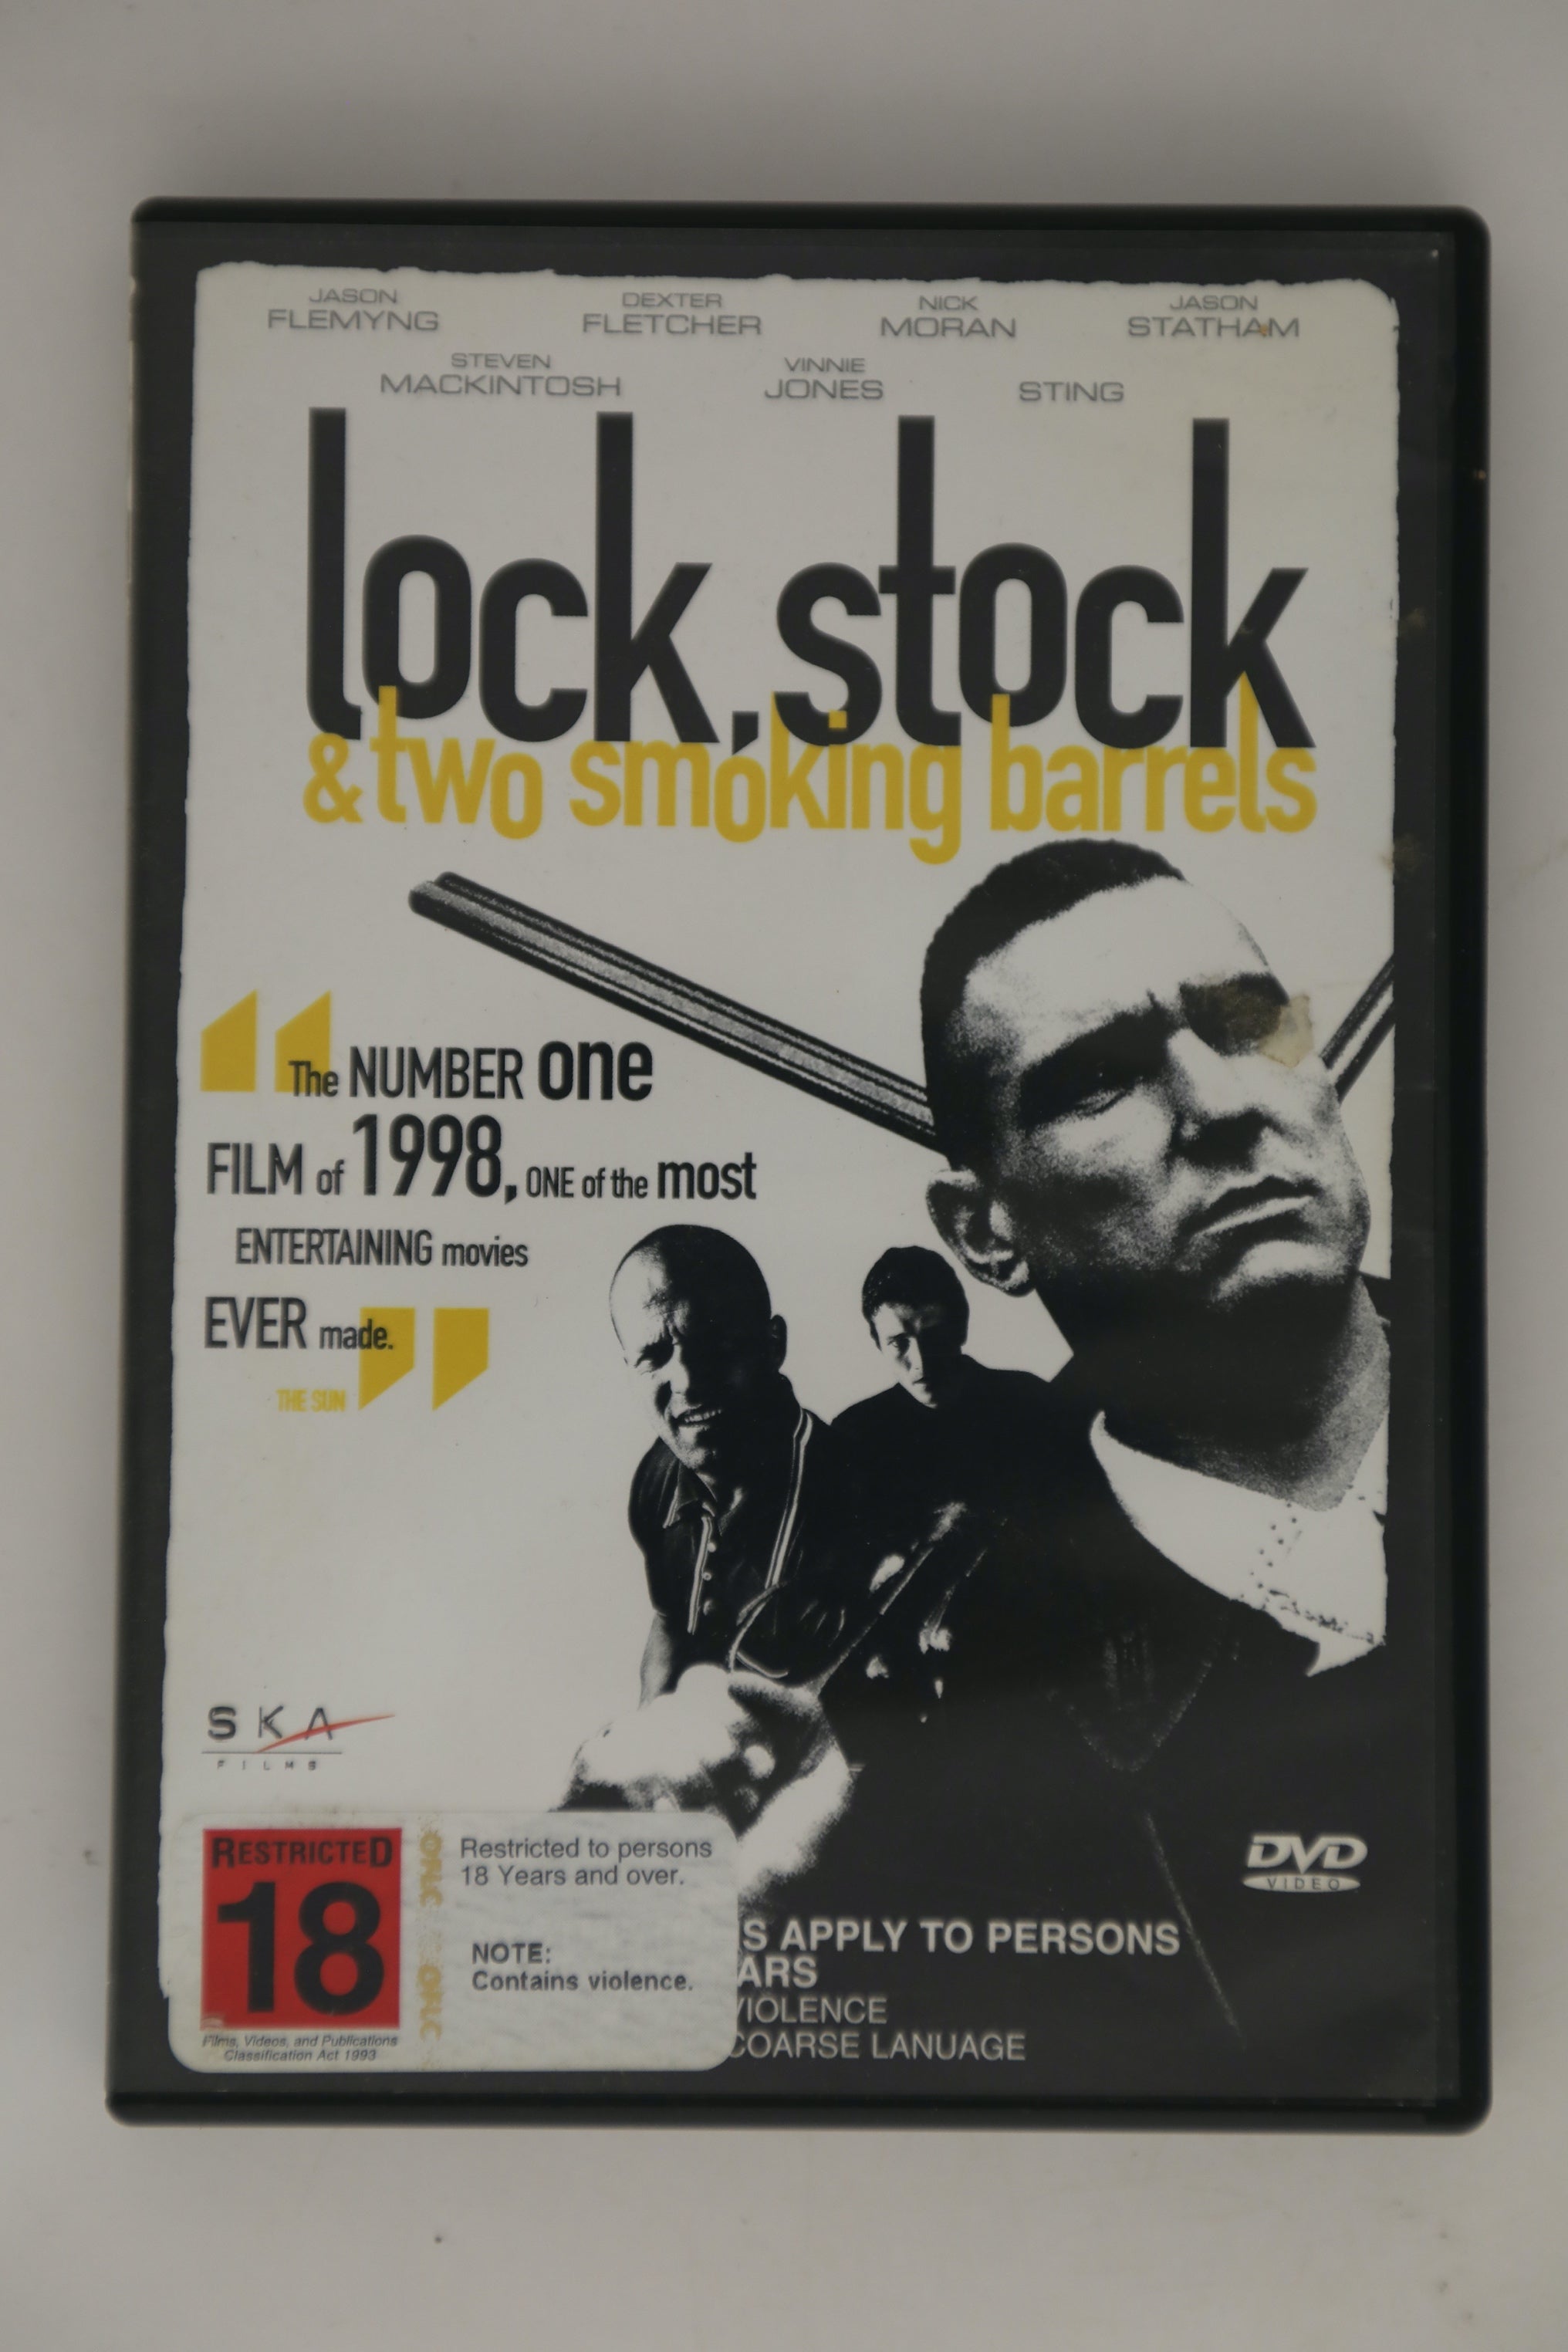 JASON FLEMYNG DEXTER FLETCHER NICK MORAN JASON STATHAM
STEVEN MACKINTOSH VINNIE JONES STING
lock, stock
& two smoking barrels
"The NUMBER one
FILM of 1998, ONE of the most
ENTERTAINING movies
EVER made."
THE SUN
SKA
FILMS
RESTRICTED
18
Films, Videos, and Publications
Classification Act 1993
OFLC OFLC
Restricted to persons
18 Years and over.
NOTE:
Contains violence.
DVD
VIDEO
S APPLY TO PERSONS
ARS
VIOLENCE
COARSE LANUAGE